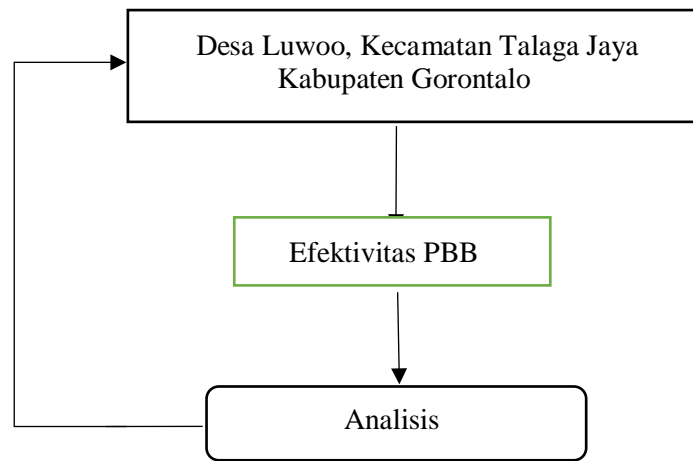 Desa Luwoo, Kecamatan Talaga Jaya
Kabupaten Gorontalo
Efektivitas PBB
Analisis